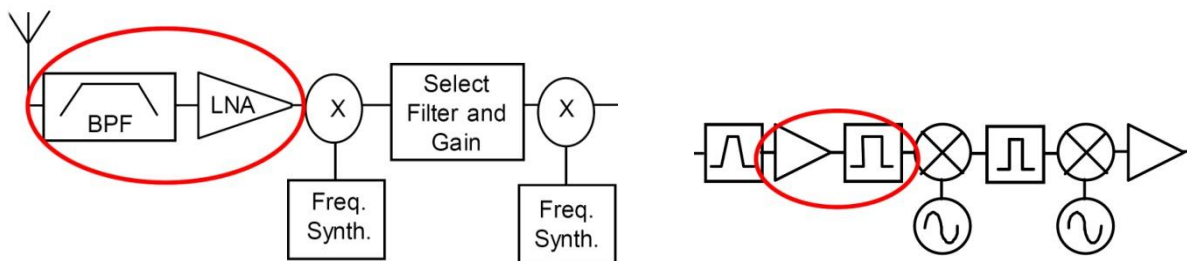 BPF
LNA
X
Select
Filter and
Gain
X
Freq.
Synth.
Freq.
Synth.